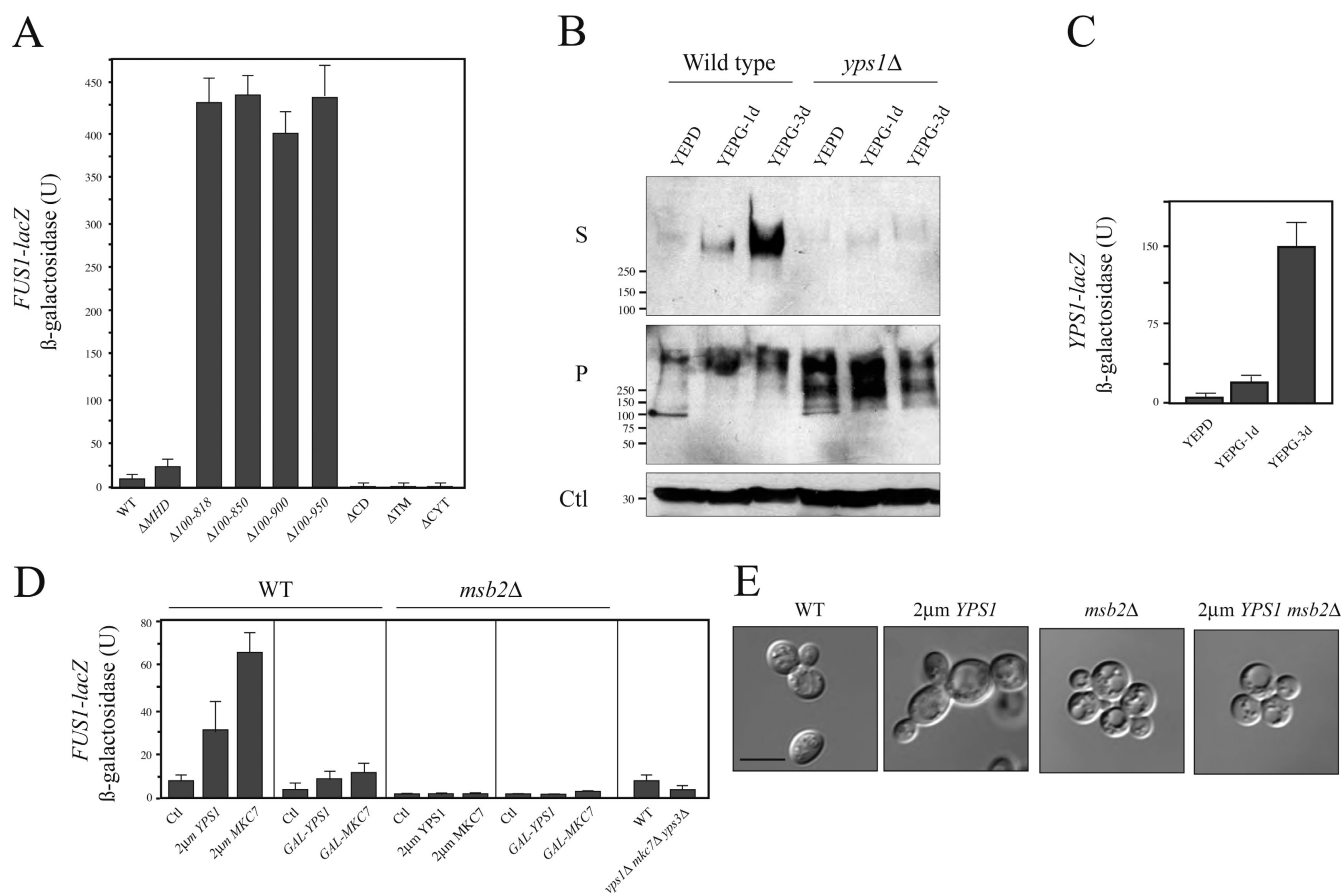 A
FUS1-lacZ
ß-galactosidase (U)
450
400
350
300
250
200
150
100
50
0
WT
ΔMHD
Δ100-818
Δ100-850
Δ100-900
Δ100-950
ΔCD
ΔTM
ΔCYT
B
Wild type
yps1Δ
YEPD
YEPG-1d
YEPG-3d
YEPD
YEPG-1d
YEPG-3d
S
250
150
100
P
250
150
100
75
50
Ctl
30
C
YPS1-lacZ
ß-galactosidase (U)
150
75
0
YEPD
YEPG-1d
YEPG-3d
D
WT
msb2Δ
FUS1-lacZ
ß-galactosidase (U)
80
60
40
20
10
0
Ctl
2µm YPS1
2µm MKC7
Ctl
GAL-YPS1
GAL-MKC7
Ctl
2µm YPS1
2µm MKC7
Ctl
GAL-YPS1
GAL-MKC7
WT
yps1Δ mkc7Δ yps3Δ
E
WT
2µm YPS1
msb2Δ
2µm YPS1 msb2Δ